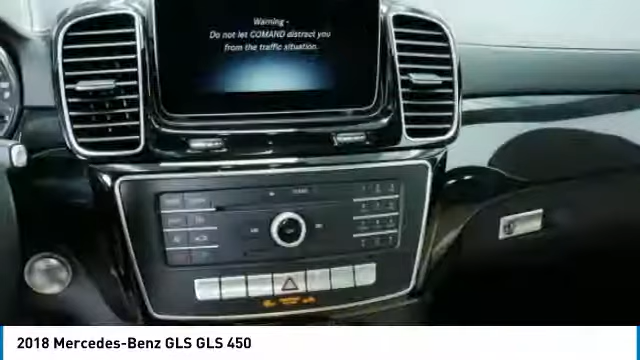 Warning -
Do not let COMAND distract you
from the traffic situation.
2018 Mercedes-Benz GLS GLS 450